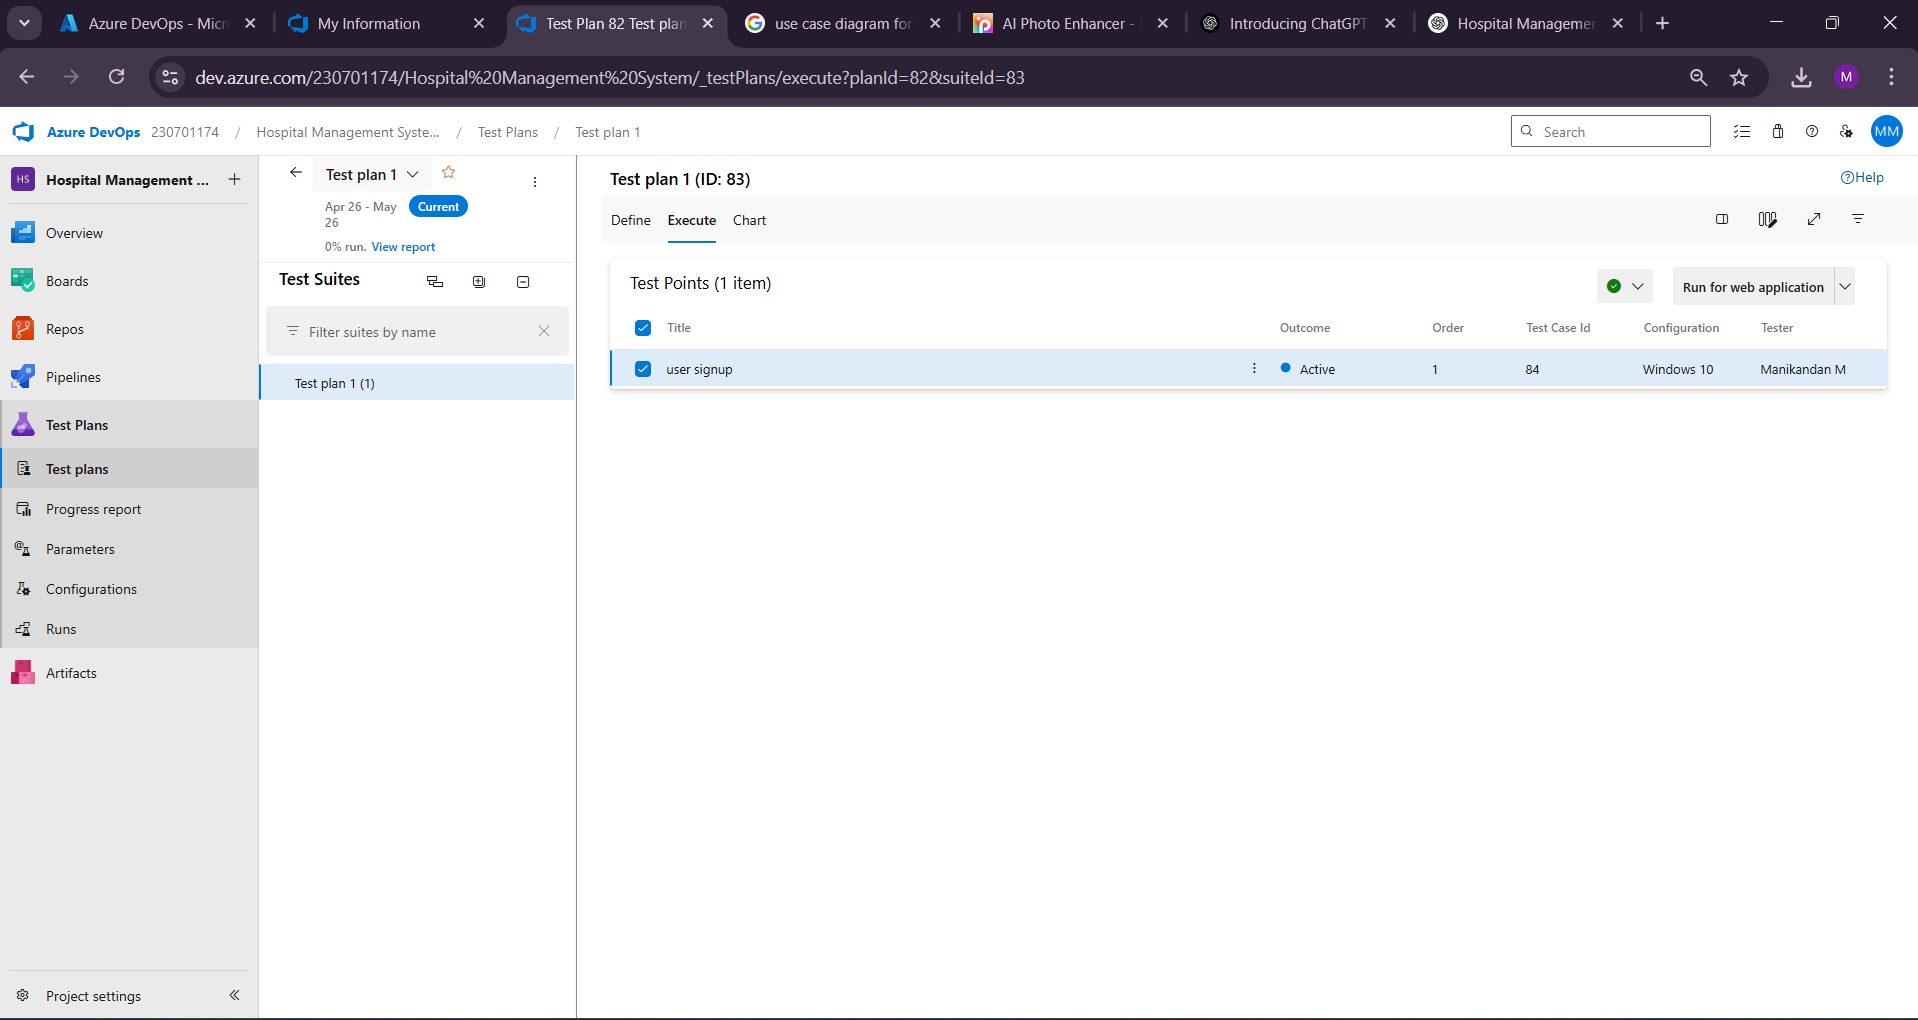 Azure DevOps - Micr
My Information
Test Plan 82 Test plan
use case diagram for
AI Photo Enhancer -
Introducing ChatGPT
Hospital Managemen
dev.azure.com/230701174/Hospital%20Management%20System/_testPlans/execute?planId=82&suiteId=83
M
Azure DevOps 230701174 / Hospital Management Syste... / Test Plans / Test plan 1
Search
MM
HS Hospital Management ...
Overview
Boards
Repos
Pipelines
Test Plans
Test plans
Progress report
Parameters
Configurations
Runs
Artifacts
Project settings
Test plan 1
Apr 26 - May
26
Current
0% run. View report
Test Suites
Filter suites by name
Test plan 1 (1)
Test plan 1 (ID: 83)
Help
Define Execute Chart
Test Points (1 item)
Run for web application
Title Outcome Order Test Case Id Configuration Tester
user signup Active 1 84 Windows 10 Manikandan M